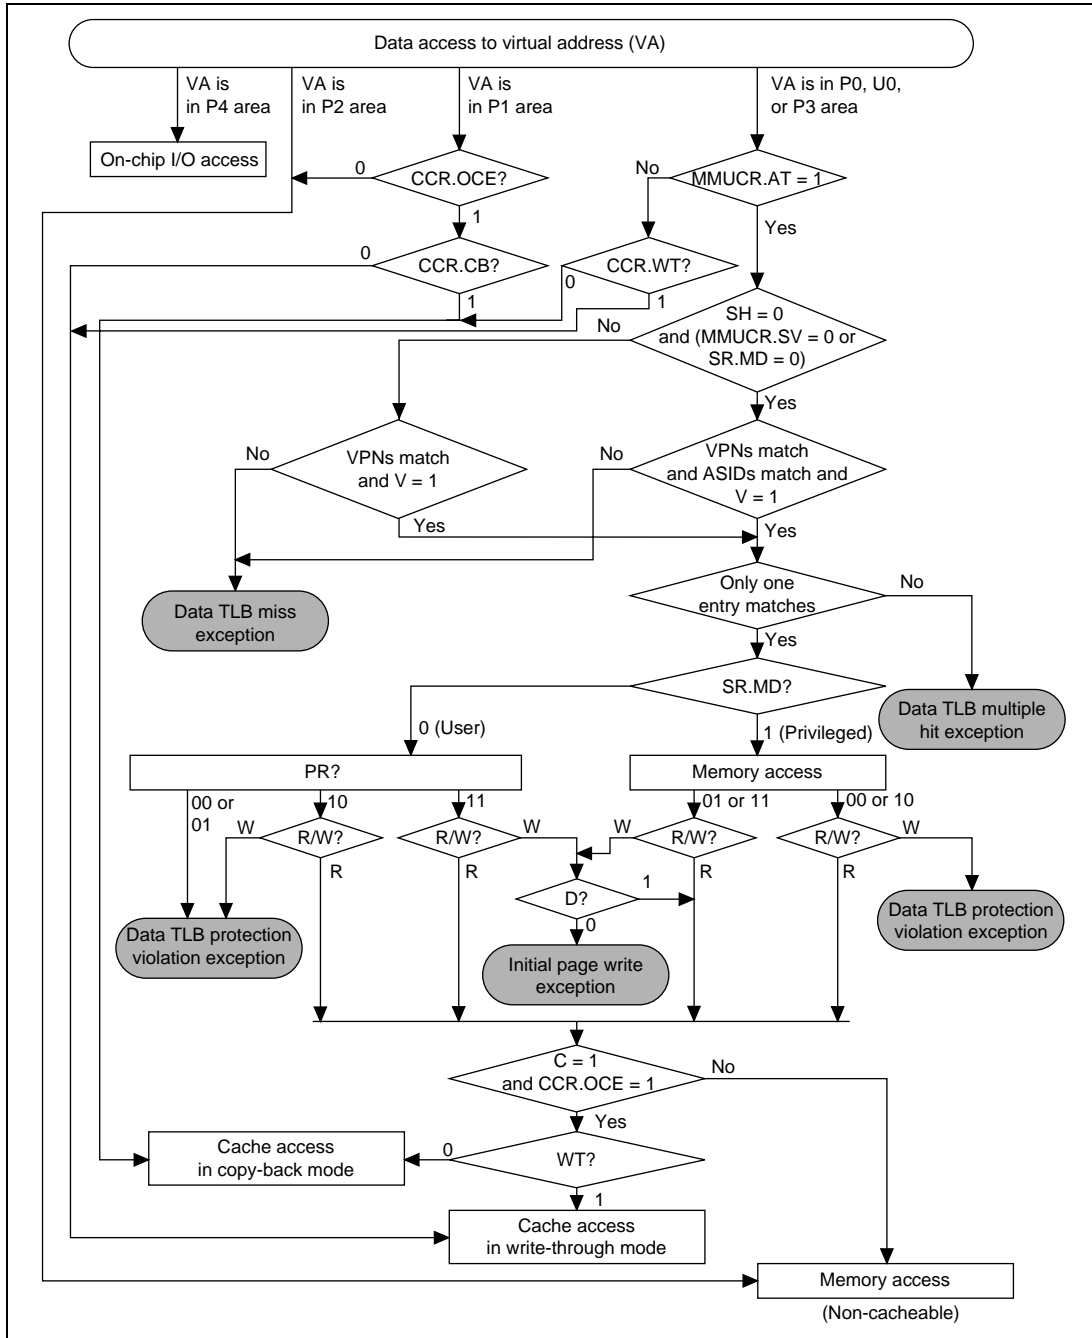 Data access to virtual address (VA)
VA is
in P4 area
VA is
in P2 area
VA is
in P1 area
VA is in P0, U0,
or P3 area
On-chip I/O access
0
CCR.OCE?
No
MMUCR.AT = 1
1
Yes
0
CCR.CB?
CCR.WT?
0
1
1
SH = 0
and (MMUCR.SV = 0 or
SR.MD = 0)
No
Yes
No
VPNs match
and V = 1
No
VPNs match
and ASIDs match and
V = 1
Yes
Yes
Only one
entry matches
No
Data TLB miss
exception
Yes
SR.MD?
Data TLB multiple
hit exception
0 (User)
1 (Privileged)
PR?
Memory access
00 or
01
10
11
01 or 11
00 or 10
W
R/W?
R/W?
W
W
R/W?
R/W?
W
R
R
R
R
D?
1
0
Data TLB protection
violation exception
Initial page write
exception
Data TLB protection
violation exception
C = 1
and CCR.OCE = 1
No
Yes
Cache access
in copy-back mode
0
WT?
1
Cache access
in write-through mode
Memory access
(Non-cacheable)